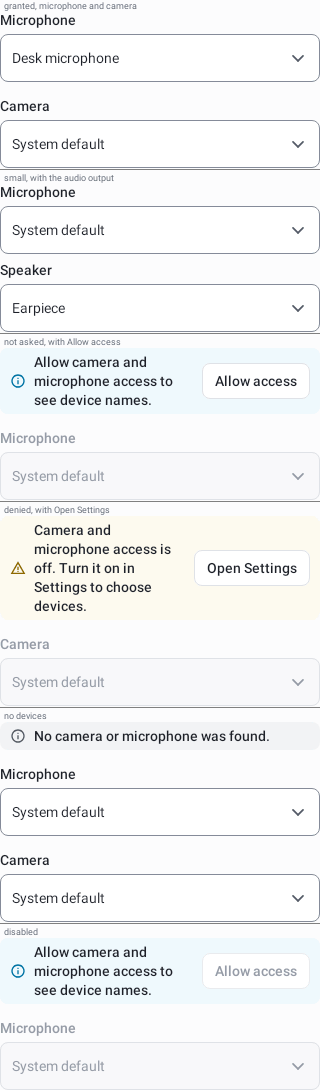 granted, microphone and camera
Microphone
Desk microphone
Camera
System default
small, with the audio output
Microphone
System default
Speaker
Earpiece
not asked, with Allow access
Allow camera and
microphone access to
see device names.
Allow access
Microphone
System default
denied, with Open Settings
Camera and
microphone access is
off. Turn it on in
Settings to choose
devices.
Open Settings
Camera
System default
no devices
No camera or microphone was found.
Microphone
System default
Camera
System default
disabled
Allow camera and
microphone access to
see device names.
Allow access
Microphone
System default